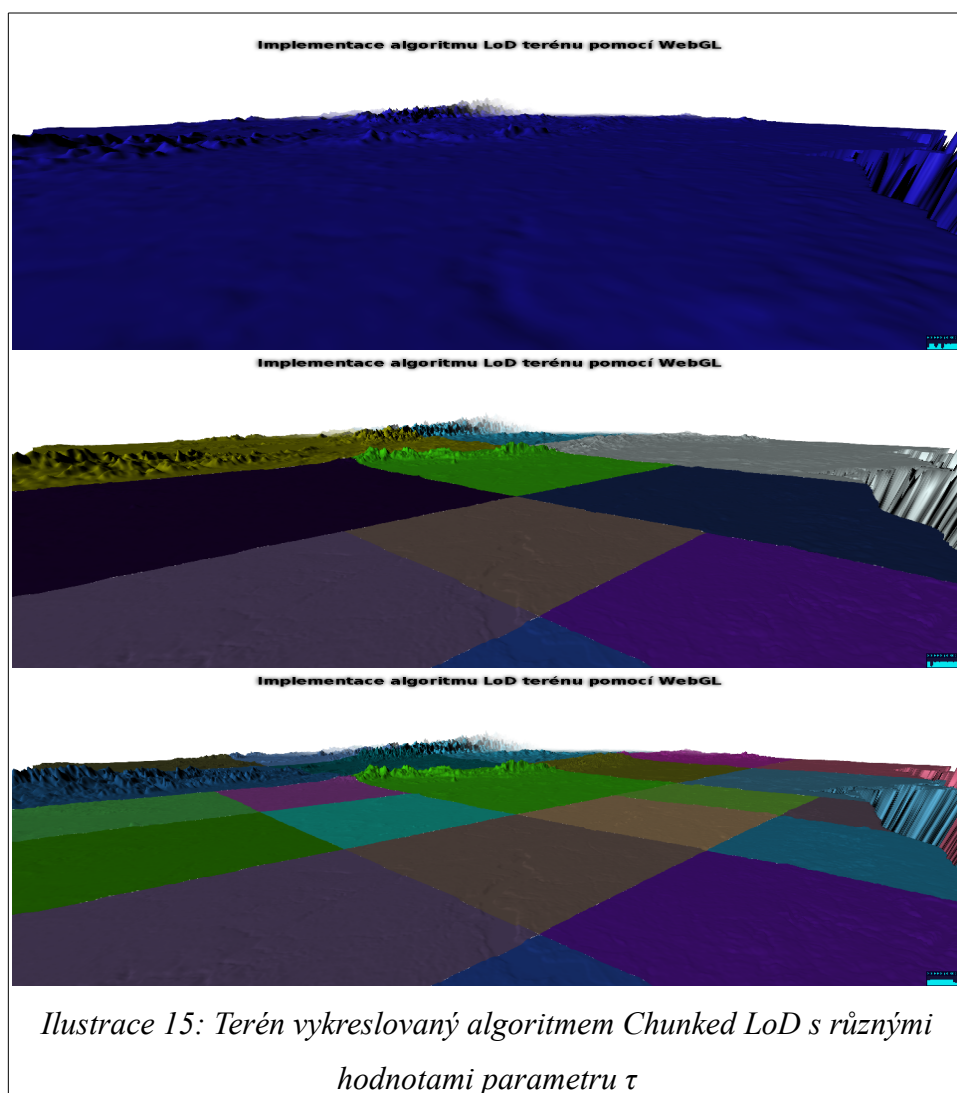 Implementace algoritmu LoD terénu pomocí WebGL
Implementace algoritmu LoD terénu pomocí WebGL
Implementace algoritmu LoD terénu pomocí WebGL
Ilustrace 15: Terén vykreslovaný algoritmem Chunked LoD s různými
hodnotami parametru τ